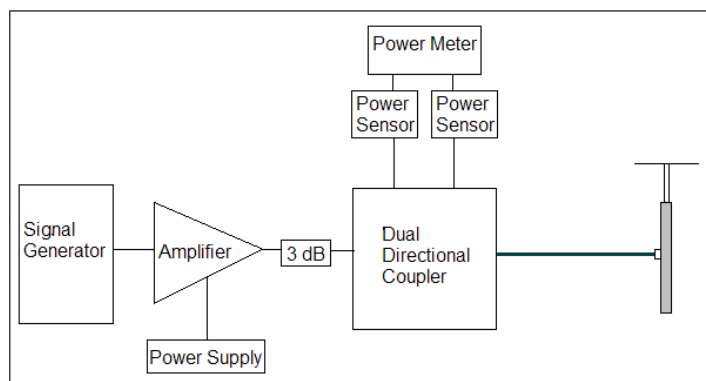 Power Meter
Power
Sensor
Power
Sensor
Signal
Generator
Amplifier
3 dB
Dual
Directional
Coupler
Power Supply